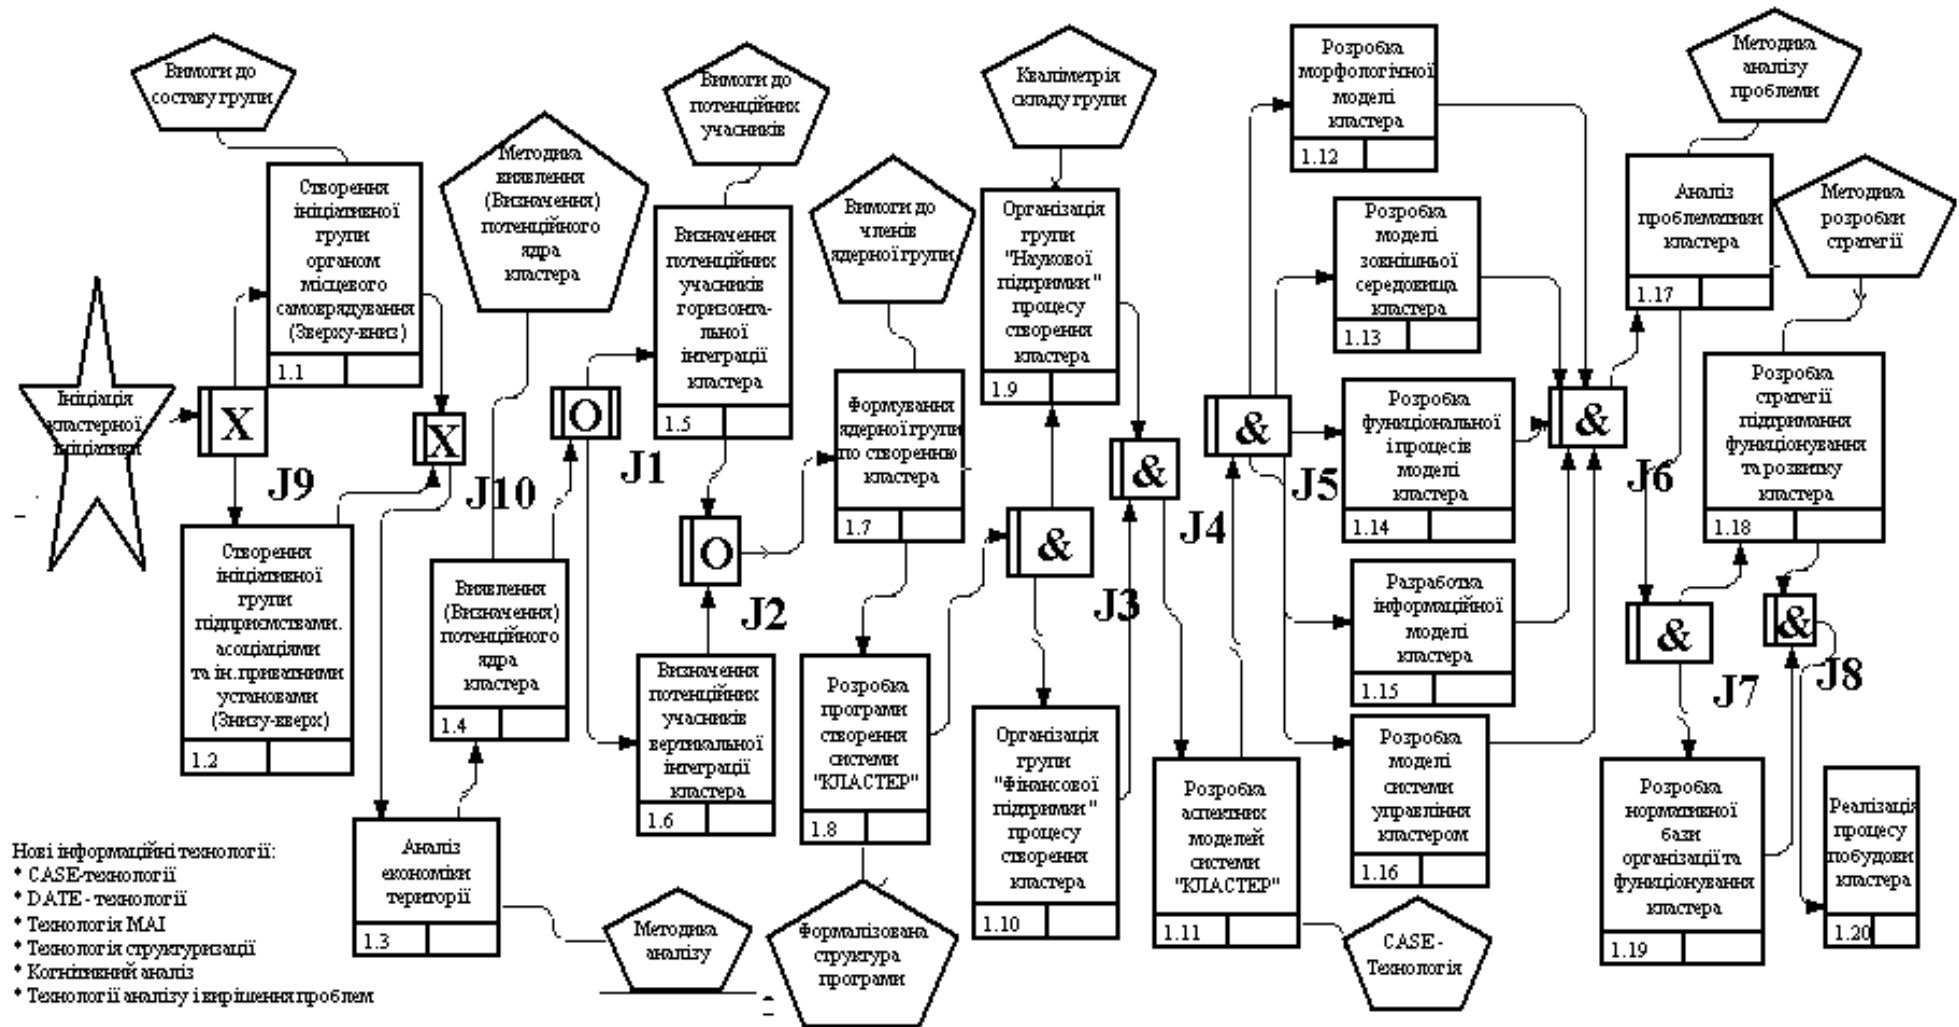 Вимоги до
составу групи
Створення
ініціативної
групи
органом
місцевого
самоврядування
(Зверху-вниз)
1.1
Ініціація
кластерної
ініціативи
X
J9
X
J10
Створення
ініціативної
групи
підприємствами.
асоціаціями
та ін.приватними
установами
(Знизу-вверх)
1.2
Аналіз
економіки
території
1.3
Методика
аналізу
Методика
виявлення
(Визначення)
потенційного
ядра
кластера
Виявлення
(Визначення)
потенційного
ядра
кластера
1.4
O
J1
Вимоги до
потенційних
учасників
Визначення
потенційних
учасників
горизонта-
льної
інтеграції
кластера
1.5
O
J2
Визначення
потенційних
учасників
вертикальної
інтеграції
кластера
1.6
Вимоги до
членів
ядерної групи
Формування
ядерної групи
по створенню
кластера
1.7
Розробка
програми
створення
системи
"КЛАСТЕР"
1.8
Формалізована
структура
програми
Кваліметрія
складу групи
Організація
групи
"Наукової
підтримки "
процесу
створення
кластера
1.9
&
J3
Організація
групи
"Фінансової
підтримки "
процесу
створення
кластера
1.10
&
J4
Розробка
аспектних
моделей
системи
"КЛАСТЕР"
1.11
CASE -
Технологія
&
J5
Розробка
морфологічної
моделі
кластера
1.12
Розробка
моделі
зовнішньої
середовища
кластера
1.13
Розробка
функціональної
і процесів
моделі
кластера
1.14
Разработка
інформаційної
моделі
кластера
1.15
Розробка
моделі
системи
управління
кластером
1.16
&
J6
Методика
аналізу
проблеми
Аналіз
проблематики
кластера
1.17
Методика
розробки
стратегії
Розробка
стратегії
підтримання
функціонування
та розвитку
кластера
1.18
&
J7
&
J8
Розробка
нормативної
бази
організації та
функціонування
кластера
1.19
Реалізація
процесу
побудови
кластера
1.20
Нові інформаційні технології:
* CASE-технології
* DATE - технології
* Технологія МАІ
* Технологія структуризації
* Когнітивний аналіз
* Технології аналізу і вирішення проблем